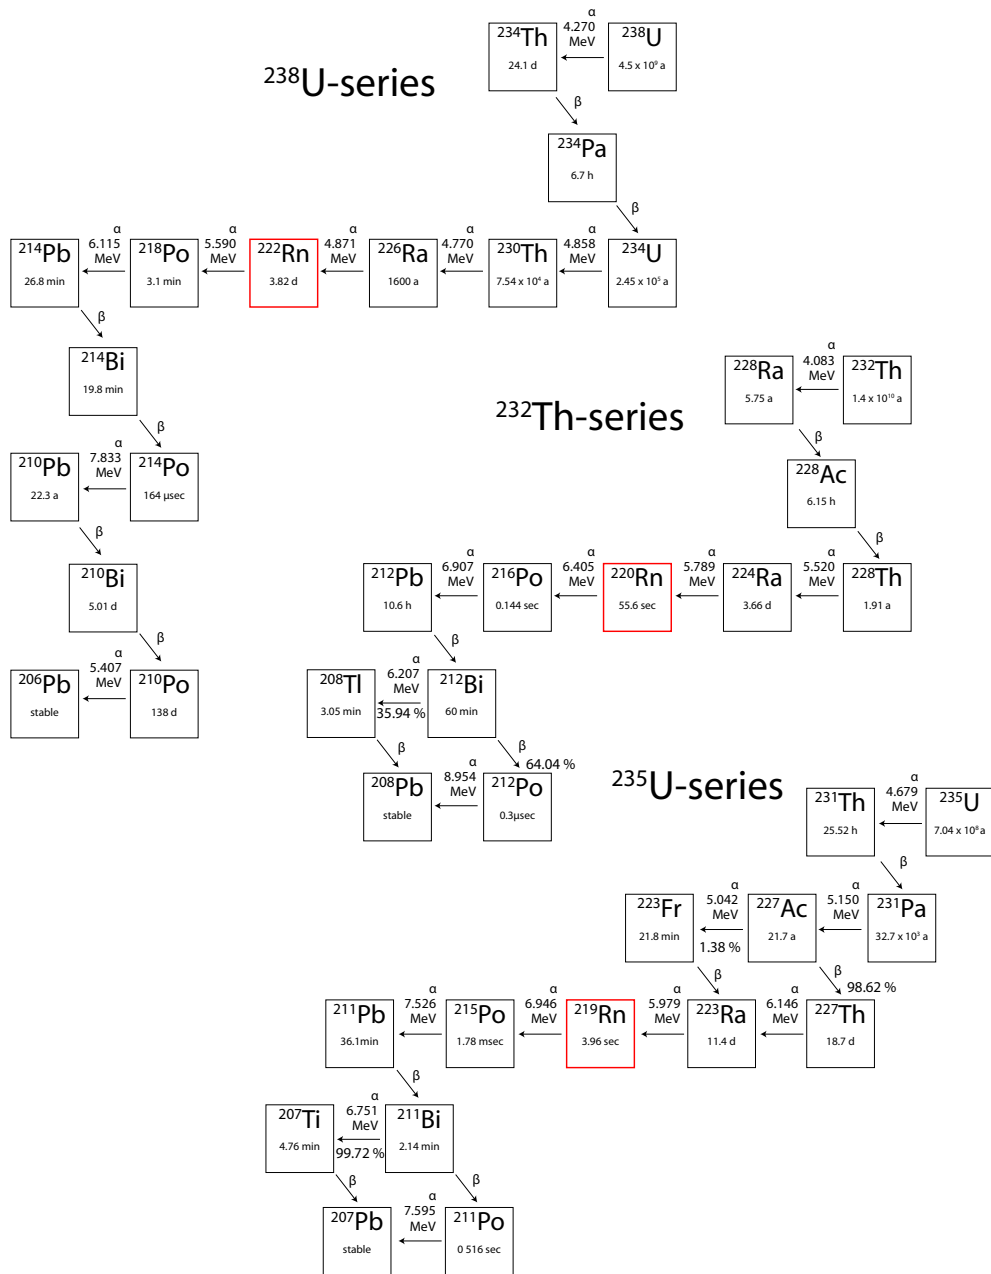 238U-series
α
4.270
MeV
234Th
24.1 d
238U
4.5 x 10⁹ a
β
234Pa
6.7 h
β
214Pb
26.8 min
α
6.115
MeV
218Po
3.1 min
α
5.590
MeV
222Rn
3.82 d
α
4.871
MeV
226Ra
1600 a
α
4.770
MeV
230Th
7.54 x 10⁴ a
α
4.858
MeV
234U
2.45 x 10⁵ a
β
214Bi
19.8 min
β
210Pb
22.3 a
α
7.833
MeV
214Po
164 µsec
β
210Bi
5.01 d
β
206Pb
stable
α
5.407
MeV
210Po
138 d
232Th-series
228Ra
5.75 a
α
4.083
MeV
232Th
1.4 x 10¹⁰ a
β
228Ac
6.15 h
β
212Pb
10.6 h
α
6.907
MeV
216Po
0.144 sec
α
6.405
MeV
220Rn
55.6 sec
α
5.789
MeV
224Ra
3.66 d
α
5.520
MeV
228Th
1.91 a
β
208Tl
3.05 min
α
6.207
MeV
35.94 %
212Bi
60 min
β
β
64.04 %
208Pb
stable
α
8.954
MeV
212Po
0.3µsec
235U-series
231Th
25.52 h
α
4.679
MeV
235U
7.04 x 10⁸ a
β
223Fr
21.8 min
α
5.042
MeV
1.38 %
227Ac
21.7 a
α
5.150
MeV
231Pa
32.7 x 10³ a
β
β
98.62 %
211Pb
36.1min
α
7.526
MeV
215Po
1.78 msec
α
6.946
MeV
219Rn
3.96 sec
α
5.979
MeV
223Ra
11.4 d
α
6.146
MeV
227Th
18.7 d
β
207Ti
4.76 min
α
6.751
MeV
99.72 %
211Bi
2.14 min
β
β
207Pb
stable
α
7.595
MeV
211Po
0 516 sec